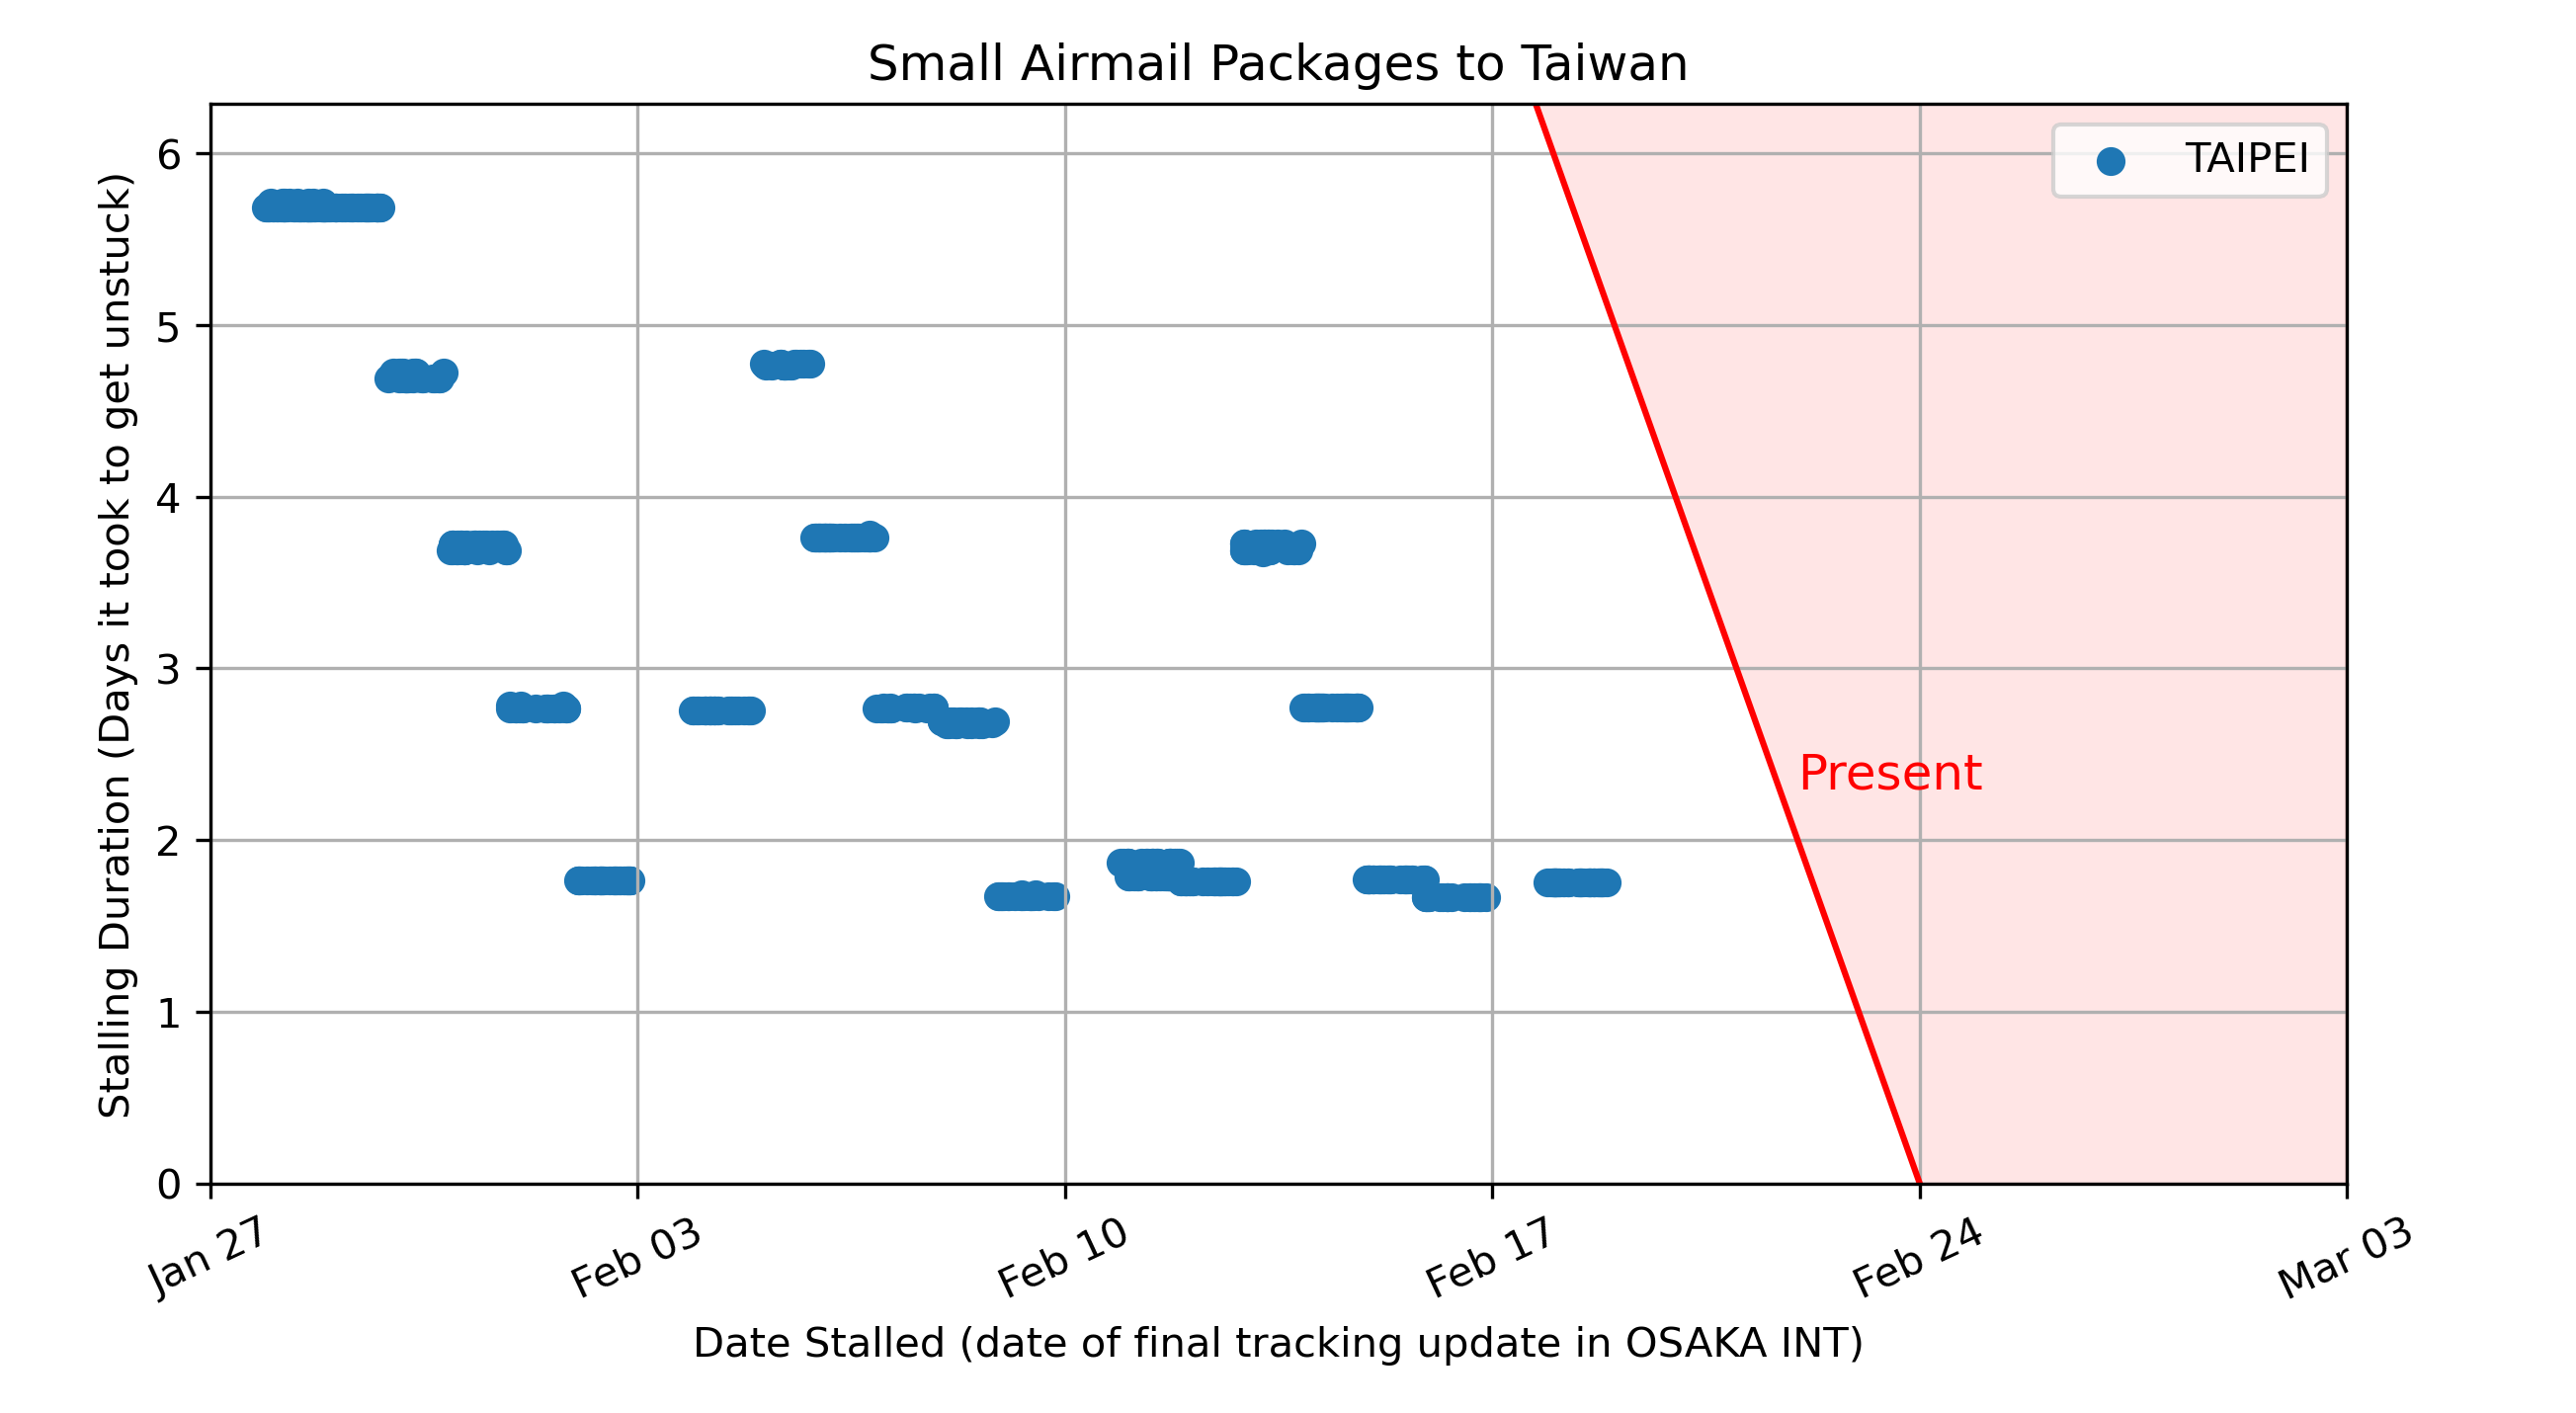 Small Airmail Packages to Taiwan
TAIPEI
Stalling Duration (Days it took to get unstuck)
6
5
4
3
2
1
0
Present
Jan 27
Feb 03
Feb 10
Feb 17
Feb 24
Mar 03
Date Stalled (date of final tracking update in OSAKA INT)